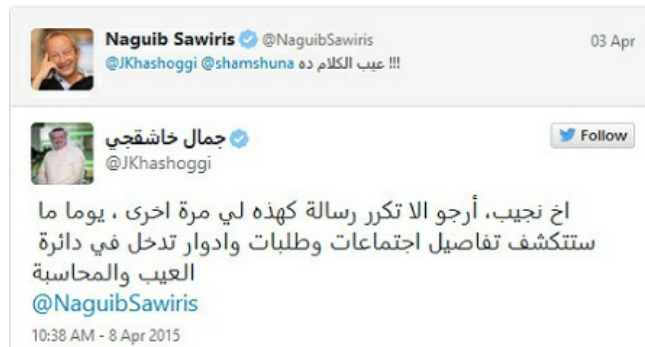 Naguib Sawiris @NaguibSawiris
03 Apr
@JKhashoggi @shamshuna عيب الكلام ده !!!
جمال خاشقجي
@JKhashoggi
Follow
اخ نجيب، أرجو الا تكرر رسالة كهذه لي مرة اخرى ، يوما ما
ستتكشف تفاصيل اجتماعات وطلبات وادوار تدخل في دائرة
العيب والمحاسبة
@NaguibSawiris
10:38 AM - 8 Apr 2015